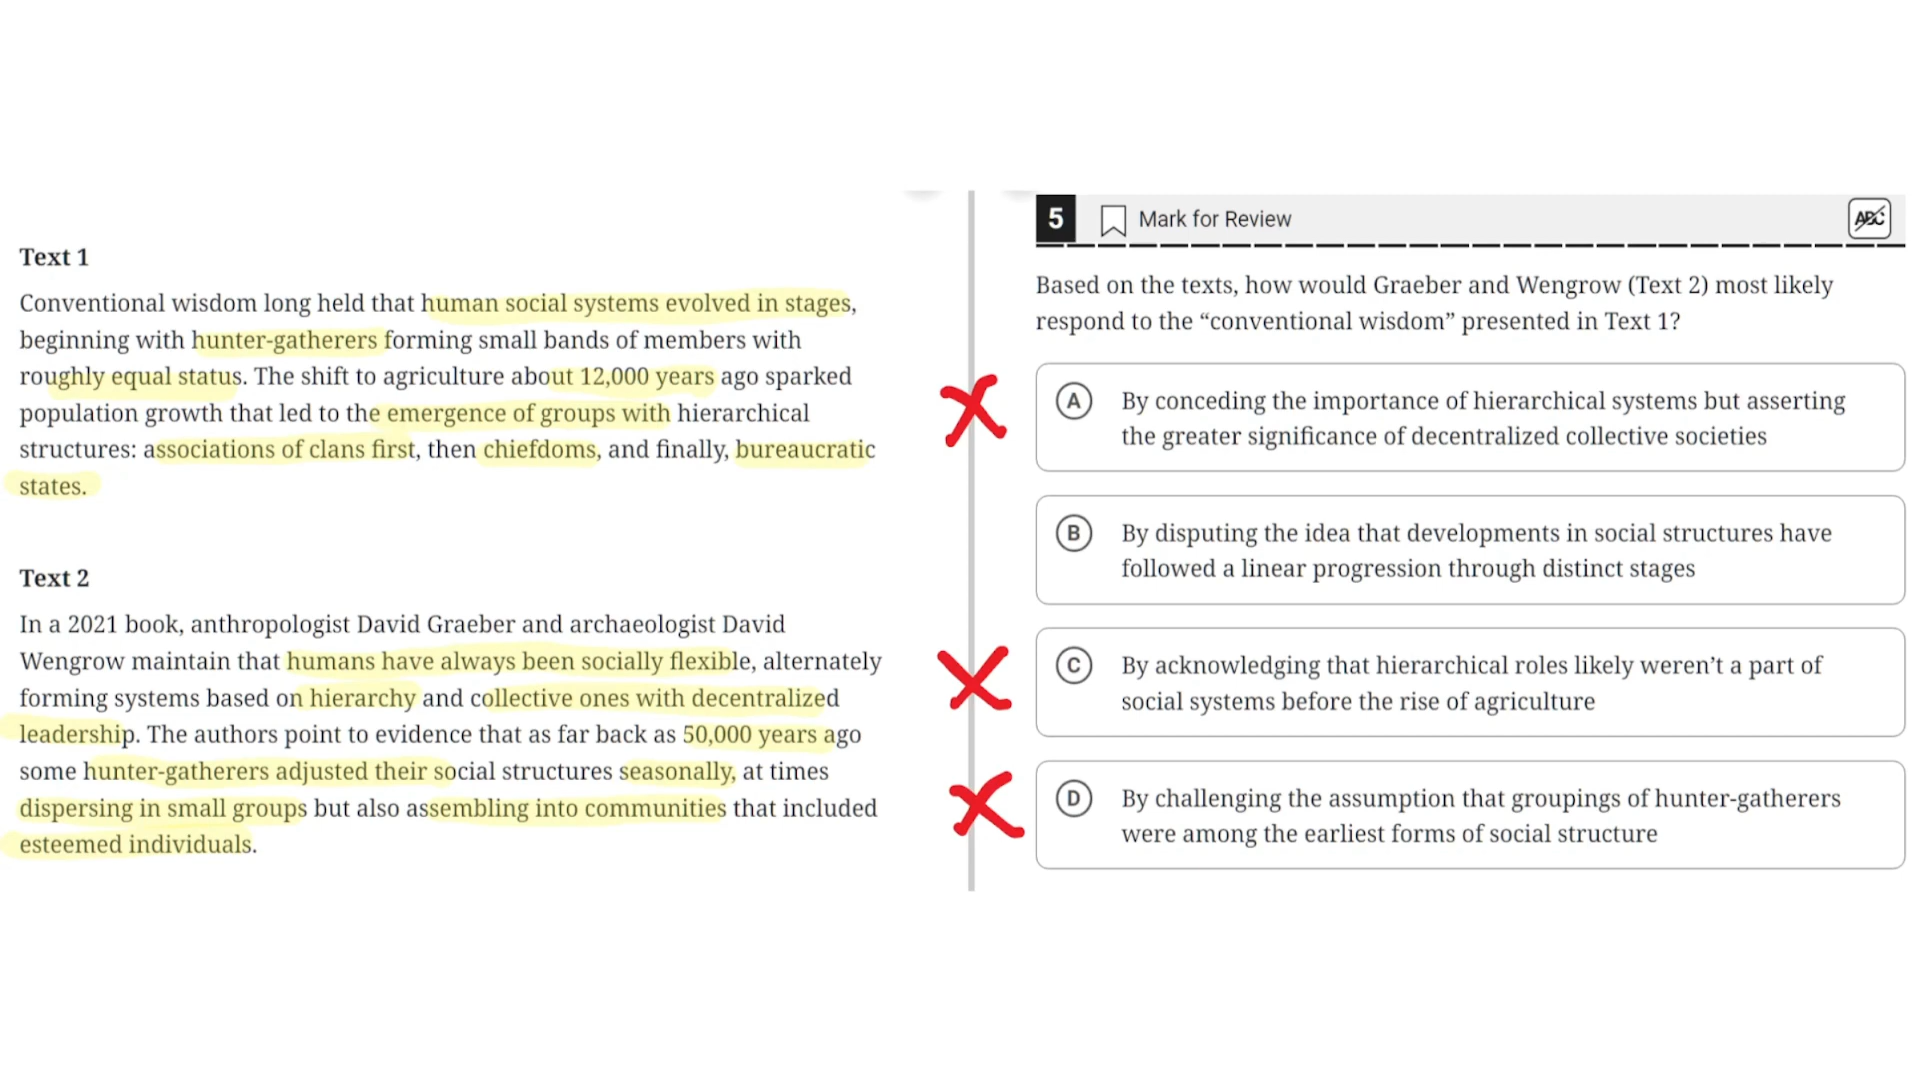 Text 1
Conventional wisdom long held that human social systems evolved in stages,
beginning with hunter-gatherers forming small bands of members with
roughly equal status. The shift to agriculture about 12,000 years ago sparked
population growth that led to the emergence of groups with hierarchical
structures: associations of clans first, then chiefdoms, and finally, bureaucratic
states.
Text 2
In a 2021 book, anthropologist David Graeber and archaeologist David
Wengrow maintain that humans have always been socially flexible, alternately
forming systems based on hierarchy and collective ones with decentralized
leadership. The authors point to evidence that as far back as 50,000 years ago
some hunter-gatherers adjusted their social structures seasonally, at times
dispersing in small groups but also assembling into communities that included
esteemed individuals.
5 Mark for Review ABC
Based on the texts, how would Graeber and Wengrow (Text 2) most likely
respond to the “conventional wisdom” presented in Text 1?
A By conceding the importance of hierarchical systems but asserting
the greater significance of decentralized collective societies
B By disputing the idea that developments in social structures have
followed a linear progression through distinct stages
C By acknowledging that hierarchical roles likely weren’t a part of
social systems before the rise of agriculture
D By challenging the assumption that groupings of hunter-gatherers
were among the earliest forms of social structure